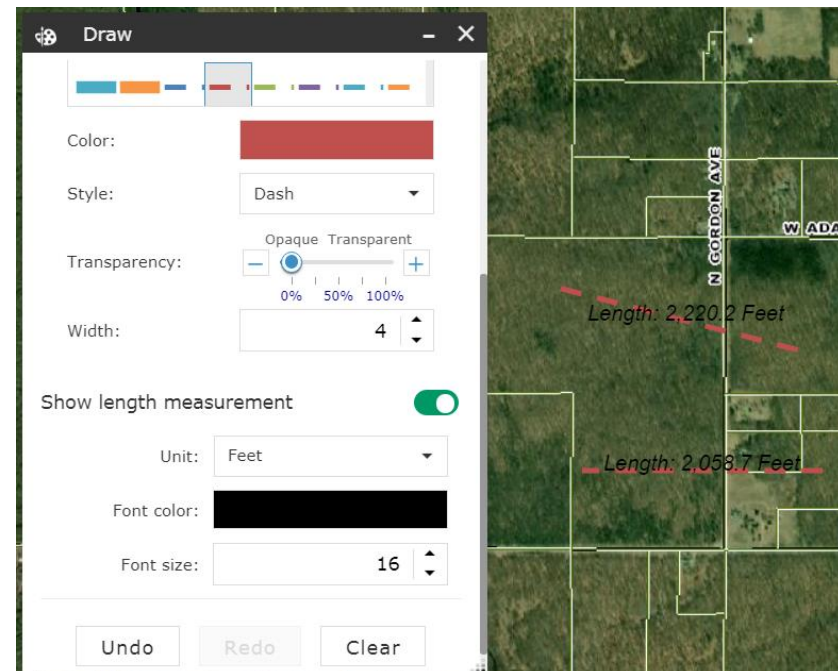 Draw
Color:
Style: Dash
Opaque Transparent
Transparency:
0% 50% 100%
Width: 4
Show length measurement
Unit: Feet
Font color:
Font size: 16
Undo Redo Clear
N GORDON AVE
W ADA
Length: 2,220.2 Feet
Length: 2,058.7 Feet